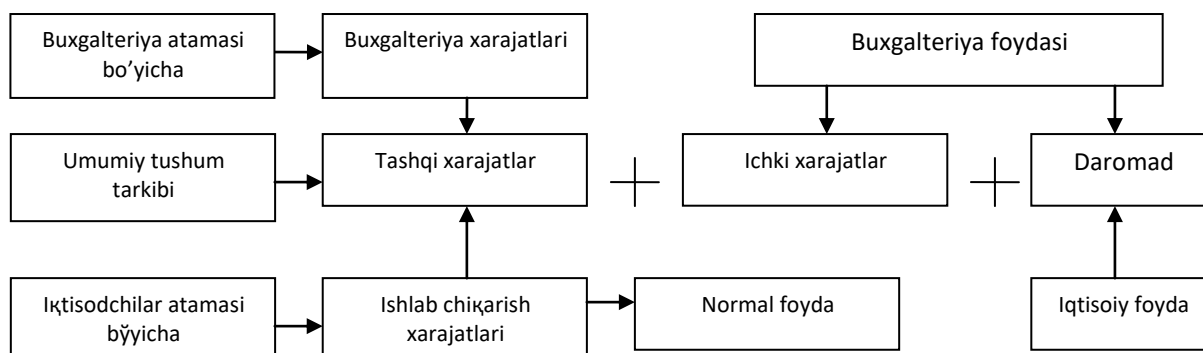 Buxgalteriya atamasi
bo’yicha
Buxgalteriya xarajatlari
Buxgalteriya foydasi
Umumiy tushum
tarkibi
Tashqi xarajatlar
Ichki xarajatlar
Daromad
Iқtisodchilar atamasi
bўyicha
Ishlab chiқarish
xarajatlari
Normal foyda
Iqtisoiy foyda